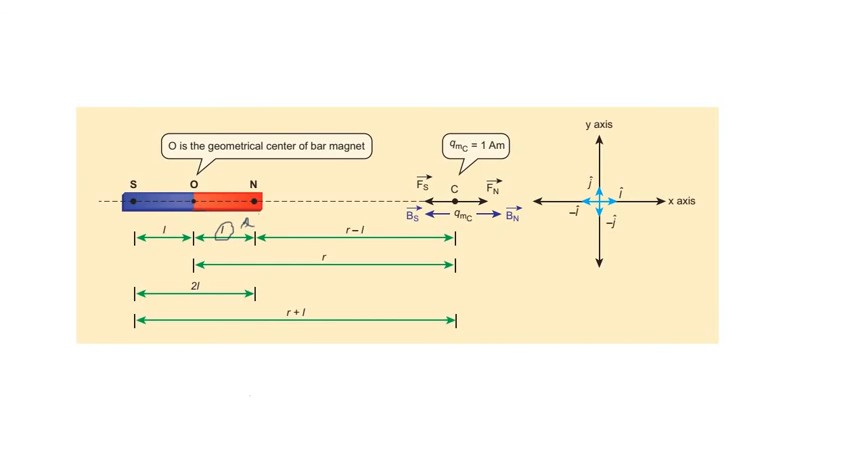 y axis
O is the geometrical center of bar magnet
q_mC = 1 Am
S O N
F_S C F_N
ĵ î
x axis
B_S q_mC B_N
–î –ĵ
l l r – l
r
2l
r + l